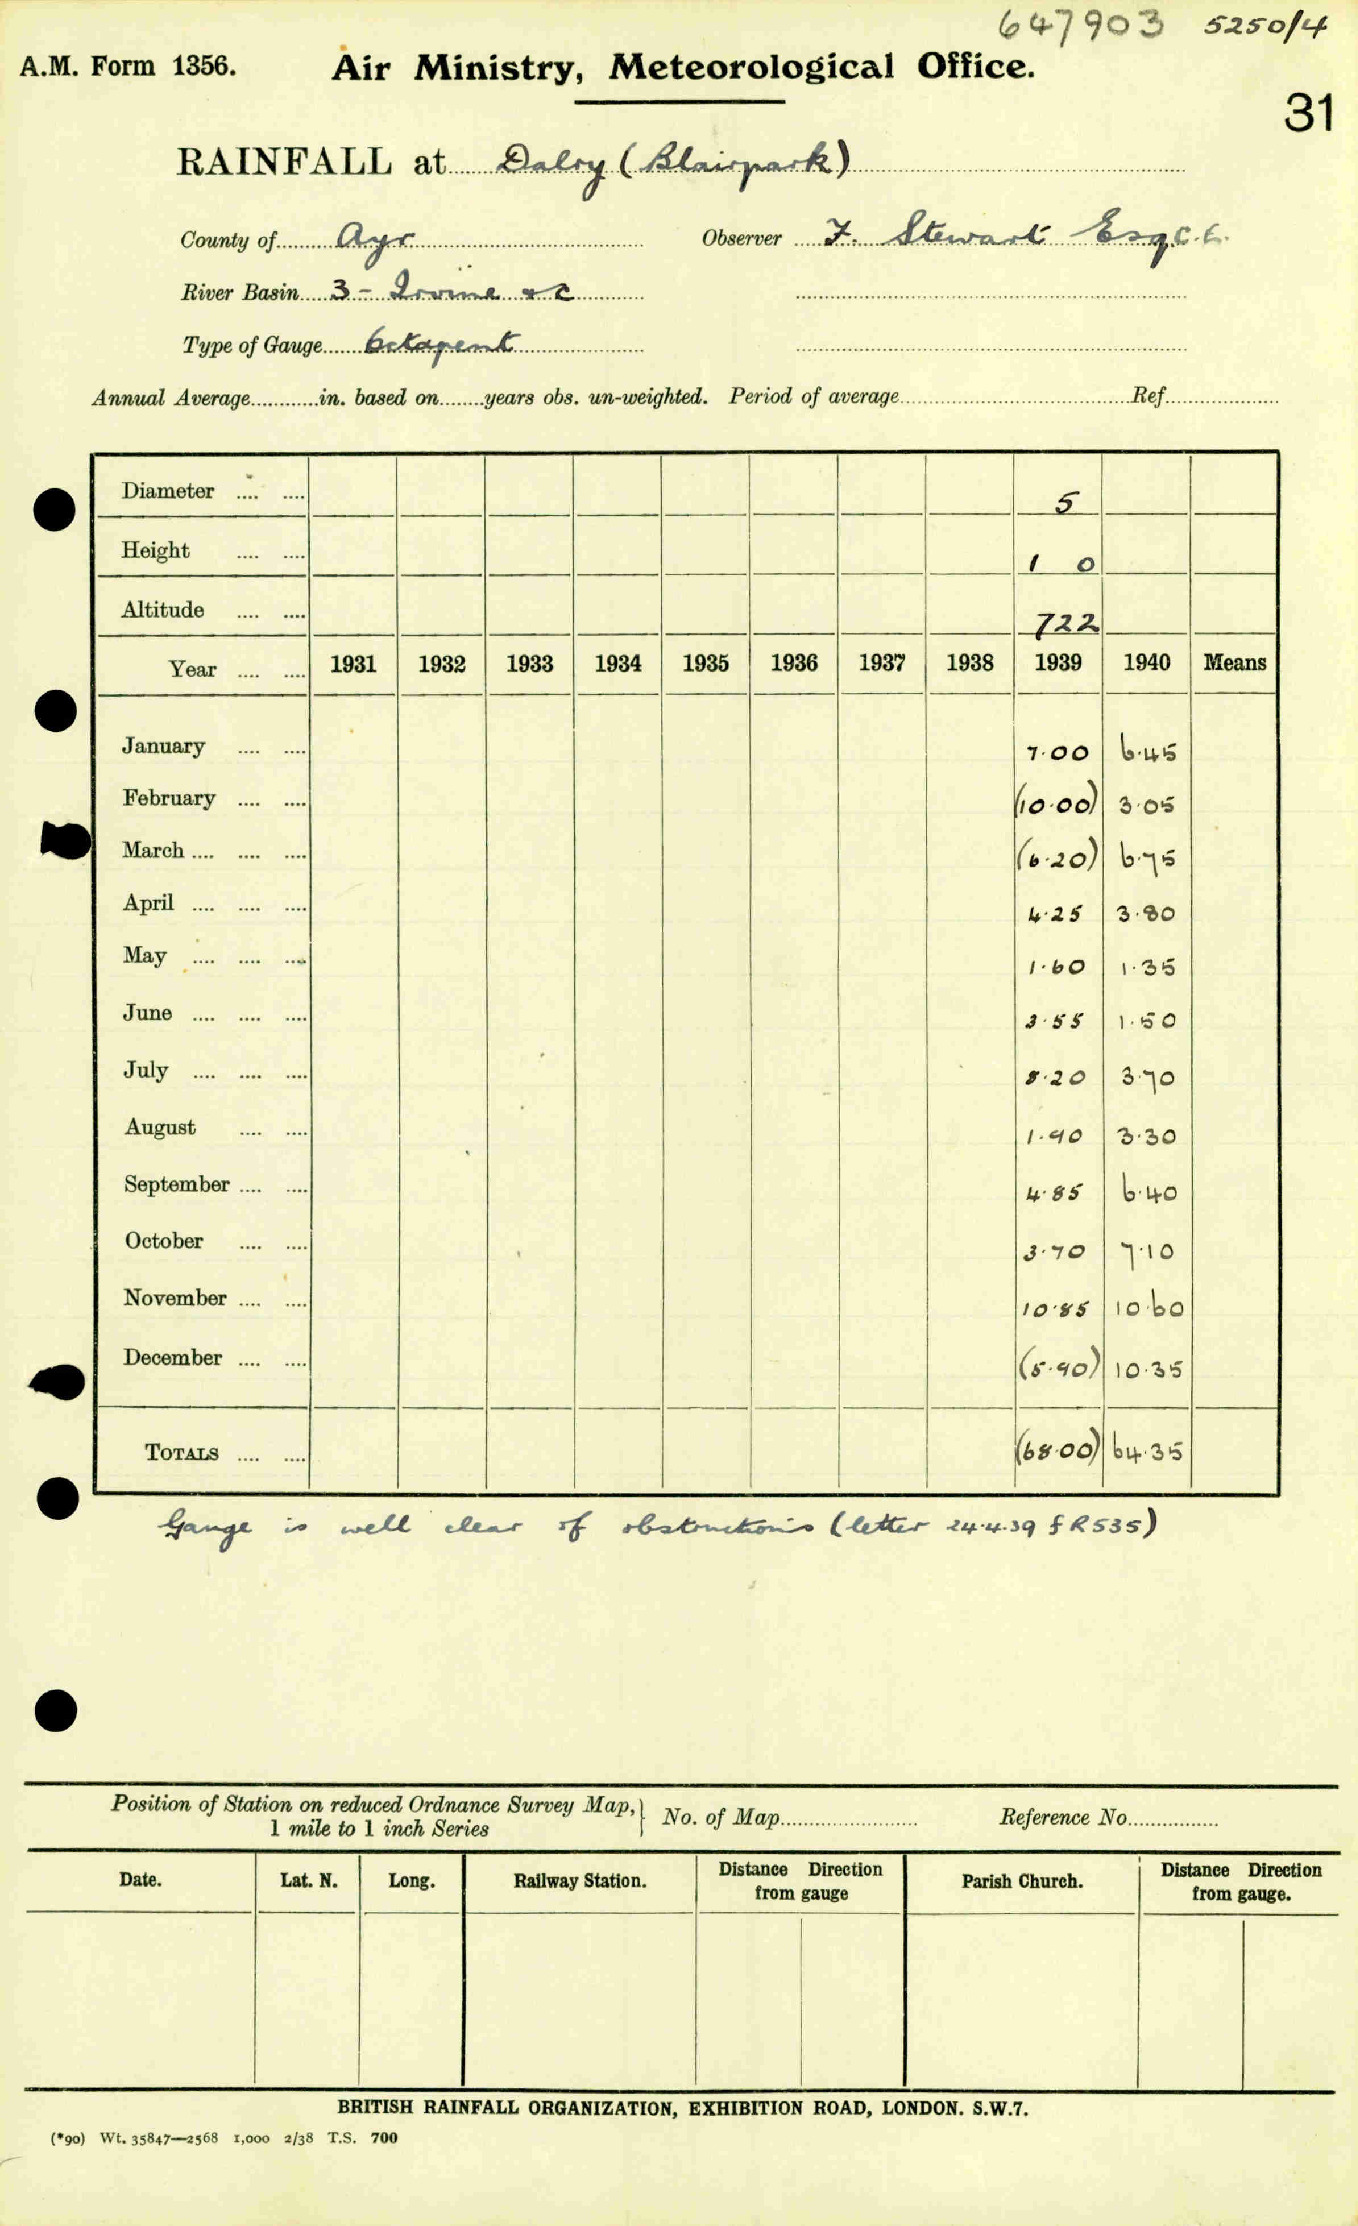 647903 5250/4
A.M. Form 1356. Air Ministry, Meteorological Office.
31
RAINFALL at Dalry (Blairpark)
County of Ayr Observer F. Stewart Esq C.E.
River Basin 3 - Irvine &c
Type of Gauge Octapent
Annual Average in. based on years obs. un-weighted. Period of average Ref.
Diameter 5
Height 1 0
Altitude 722
Year 1931 1932 1933 1934 1935 1936 1937 1938 1939 1940 Means
January 7.00 6.45
February (10.00) 3.05
March (6.20) 6.75
April 4.25 3.80
May 1.60 1.35
June 3.55 1.50
July 8.20 3.70
August 1.90 3.30
September 4.85 6.40
October 3.70 7.10
November 10.85 10.60
December (5.90) 10.35
TOTALS (68.00) 64.35
Gauge is well clear of obstructions (letter 24.4.39 f R535)
Position of Station on reduced Ordnance Survey Map, } No. of Map Reference No.
1 mile to 1 inch Series
Date. Lat. N. Long. Railway Station. Distance Direction from gauge Parish Church. Distance Direction from gauge.
BRITISH RAINFALL ORGANIZATION, EXHIBITION ROAD, LONDON. S.W.7.
(*90) Wt. 35847—2568 1,000 2/38 T.S. 700